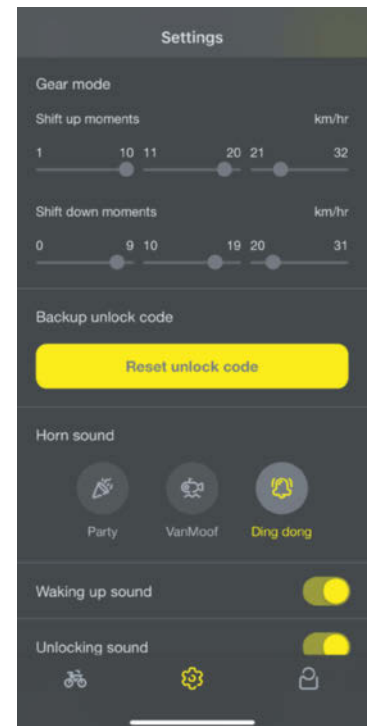 Settings
Gear mode
Shift up moments km/hr
1 10 11 20 21 32
Shift down moments km/hr
0 9 10 19 20 31
Backup unlock code
Reset unlock code
Horn sound
Party VanMoof Ding dong
Waking up sound
Unlocking sound